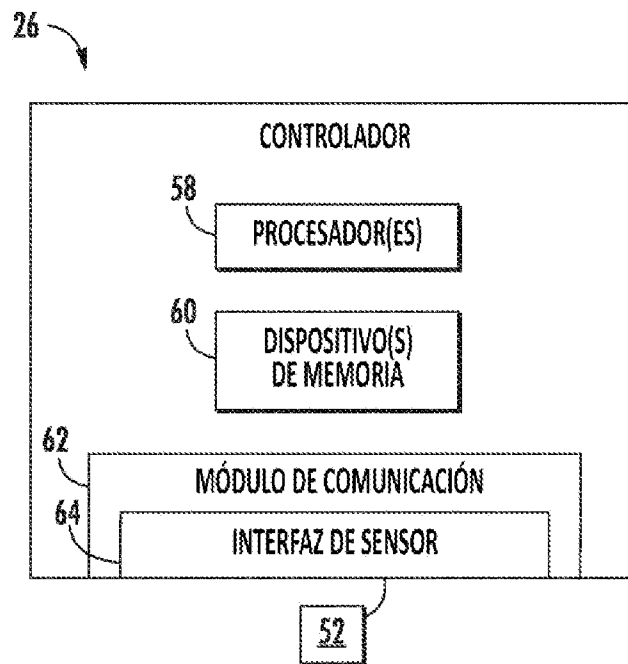 26
CONTROLADOR
58
PROCESADOR(ES)
60
DISPOSITIVO(S)
DE MEMORIA
62
MÓDULO DE COMUNICACIÓN
64
INTERFAZ DE SENSOR
52